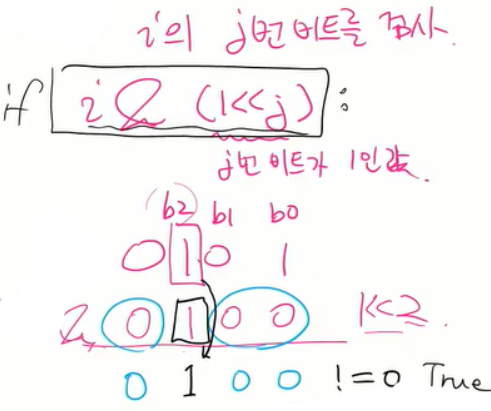 i의 j번 비트를 검사.
if i & (1<<j) :
j번 비트가 1인값.
b2 b1 b0
0 1 0 1
& 0 1 0 0 1<<2.
0 1 0 0 != 0 True